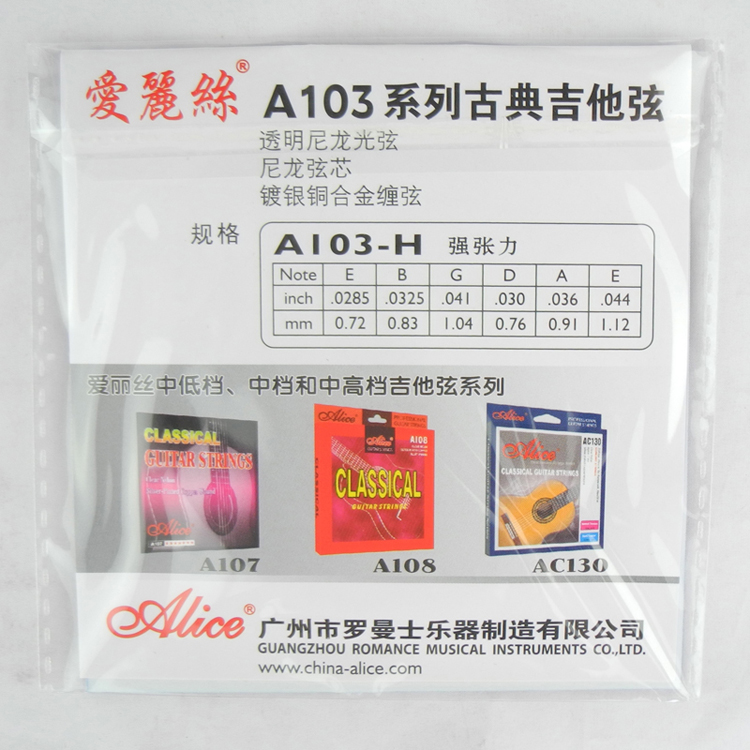 愛麗絲®
A103系列古典吉他弦
透明尼龙光弦
尼龙弦芯
镀银铜合金缠弦
规格
A103-H 强张力
Note E B G D A E
inch .0285 .0325 .041 .030 .036 .044
mm 0.72 0.83 1.04 0.76 0.91 1.12
爱丽丝中低档、中档和中高档吉他弦系列
CLASSICAL
GUITAR STRINGS
Alice
A107
Alice
Alice
A108
CLASSICAL
GUITAR STRINGS
A108
Alice
AC130
CLASSICAL GUITAR STRINGS
AC130
Alice®
广州市罗曼士乐器制造有限公司
GUANGZHOU ROMANCE MUSICAL INSTRUMENTS CO.,LTD.
www.china-alice.com